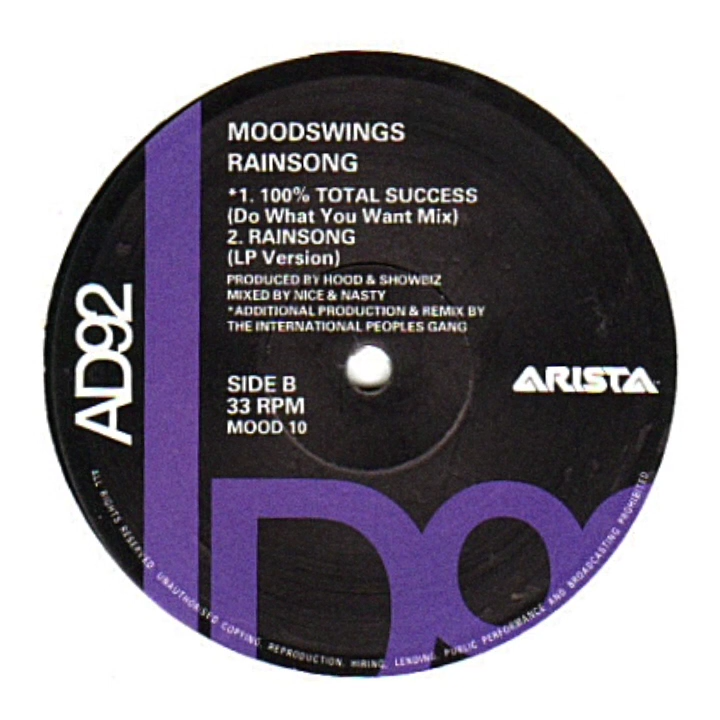 MOODSWINGS
RAINSONG
*1. 100% TOTAL SUCCESS
(Do What You Want Mix)
2. RAINSONG
(LP Version)
PRODUCED BY HOOD & SHOWBIZ
MIXED BY NICE & NASTY
*ADDITIONAL PRODUCTION & REMIX BY
THE INTERNATIONAL PEOPLES GANG
AD92
SIDE B
33 RPM
MOOD 10
ARISTA™
ALL RIGHTS RESERVED. UNAUTHORISED COPYING, REPRODUCTION, HIRING, LENDING, PUBLIC PERFORMANCE AND BROADCASTING PROHIBITED